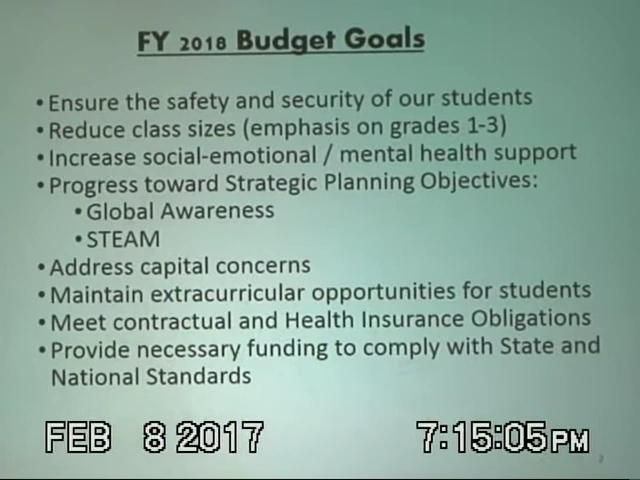 FY 2018 Budget Goals
• Ensure the safety and security of our students
• Reduce class sizes (emphasis on grades 1-3)
• Increase social-emotional / mental health support
• Progress toward Strategic Planning Objectives:
• Global Awareness
• STEAM
• Address capital concerns
• Maintain extracurricular opportunities for students
• Meet contractual and Health Insurance Obligations
• Provide necessary funding to comply with State and
National Standards
FEB 8 2017 7:15:05PM